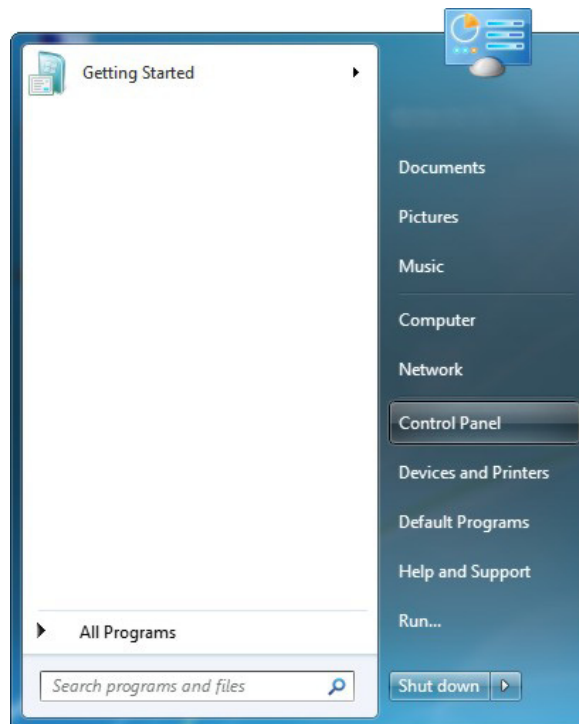 Getting Started
All Programs
Search programs and files
Documents
Pictures
Music
Computer
Network
Control Panel
Devices and Printers
Default Programs
Help and Support
Run...
Shut down